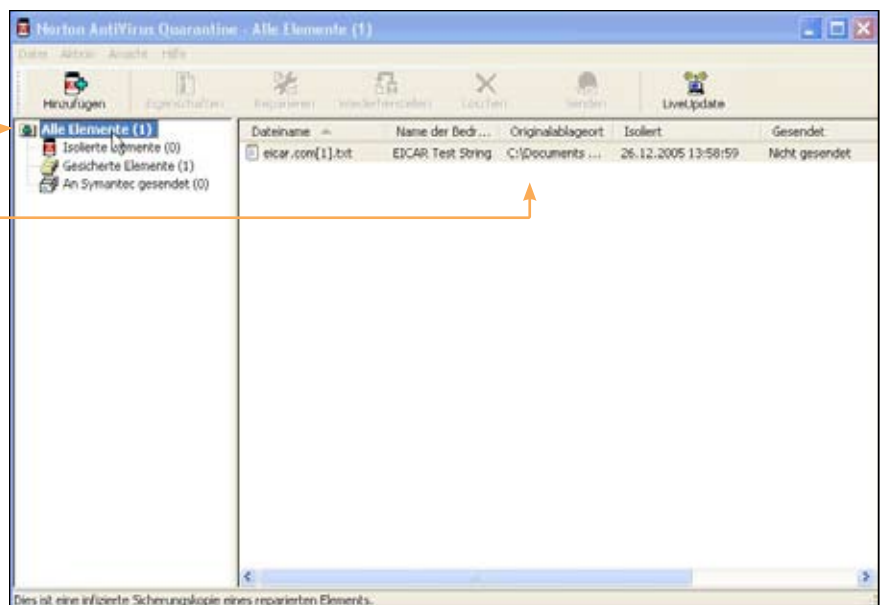 Norton AntiVirus Quarantine - Alle Elemente (1)
Datei Aktion Ansicht Hilfe
Hinzufügen Eigenschaften Reparieren Wiederherstellen Löschen Senden LiveUpdate
Alle Elemente (1)
Isolierte Elemente (0)
Gesicherte Elemente (1)
An Symantec gesendet (0)
Dateiname Name der Bedr... Originalablageort Isoliert Gesendet
eicar.com[1].txt EICAR Test String C:\Documents ... 26.12.2005 13:58:59 Nicht gesendet
Dies ist eine infizierte Sicherungskopie eines reparierten Elements.